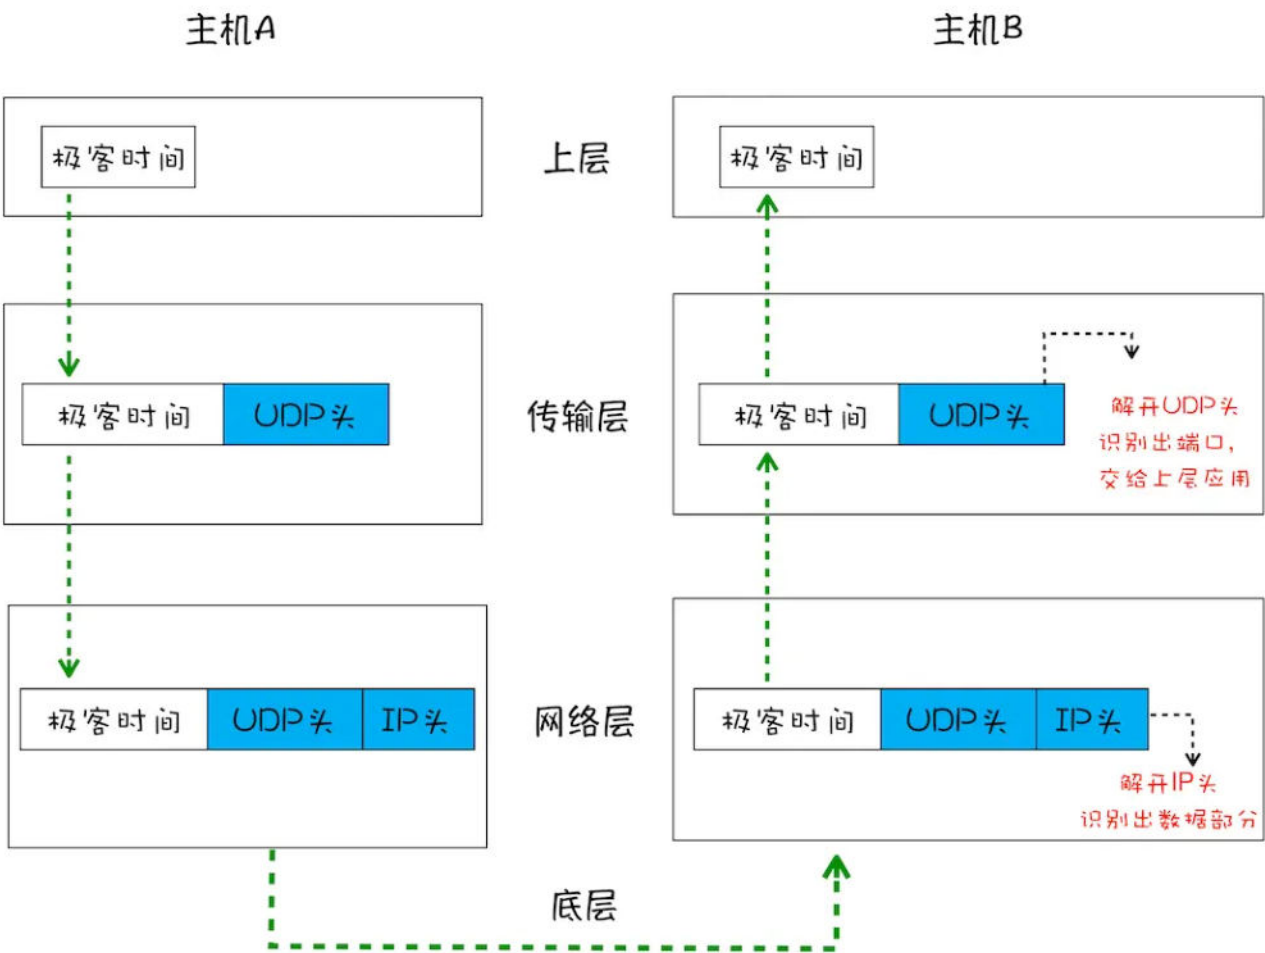 主机A
主机B
极客时间
上层
极客时间
极客时间
UDP头
传输层
极客时间
UDP头
解开UDP头
识别出端口,
交给上层应用
极客时间
UDP头
IP头
网络层
极客时间
UDP头
IP头
解开IP头
识别出数据部分
底层